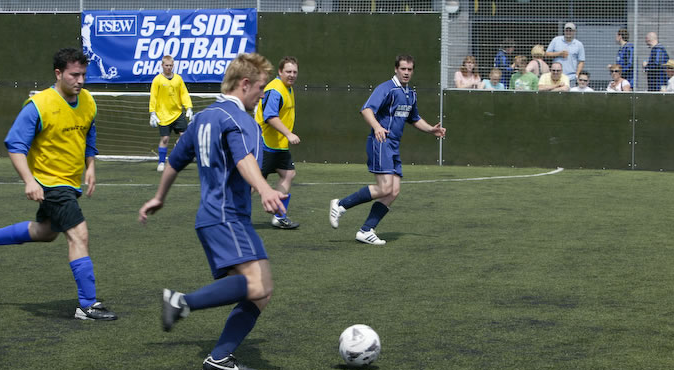 FSEW
5-A-SIDE
FOOTBALL
CHAMPIONSHIP
10